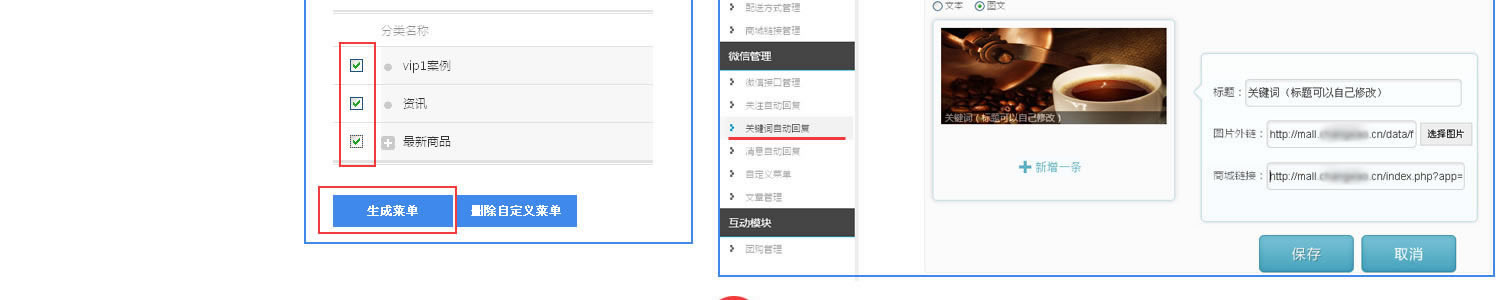 分类名称
vip1案例
资讯
最新商品
生成菜单
删除自定义菜单
配送方式管理
商城链接管理
微信管理
微信接口管理
关注自动回复
关键词自动回复
消息自动回复
自定义菜单
文章管理
互动模块
团购管理
文本 图文
关键词（标题可以自己修改）
新增一条
标题：关键词（标题可以自己修改）
图片外链：http://mall. .cn/data/f 选择图片
商城链接：http://mall. .cn/index.php?app=
保存 取消